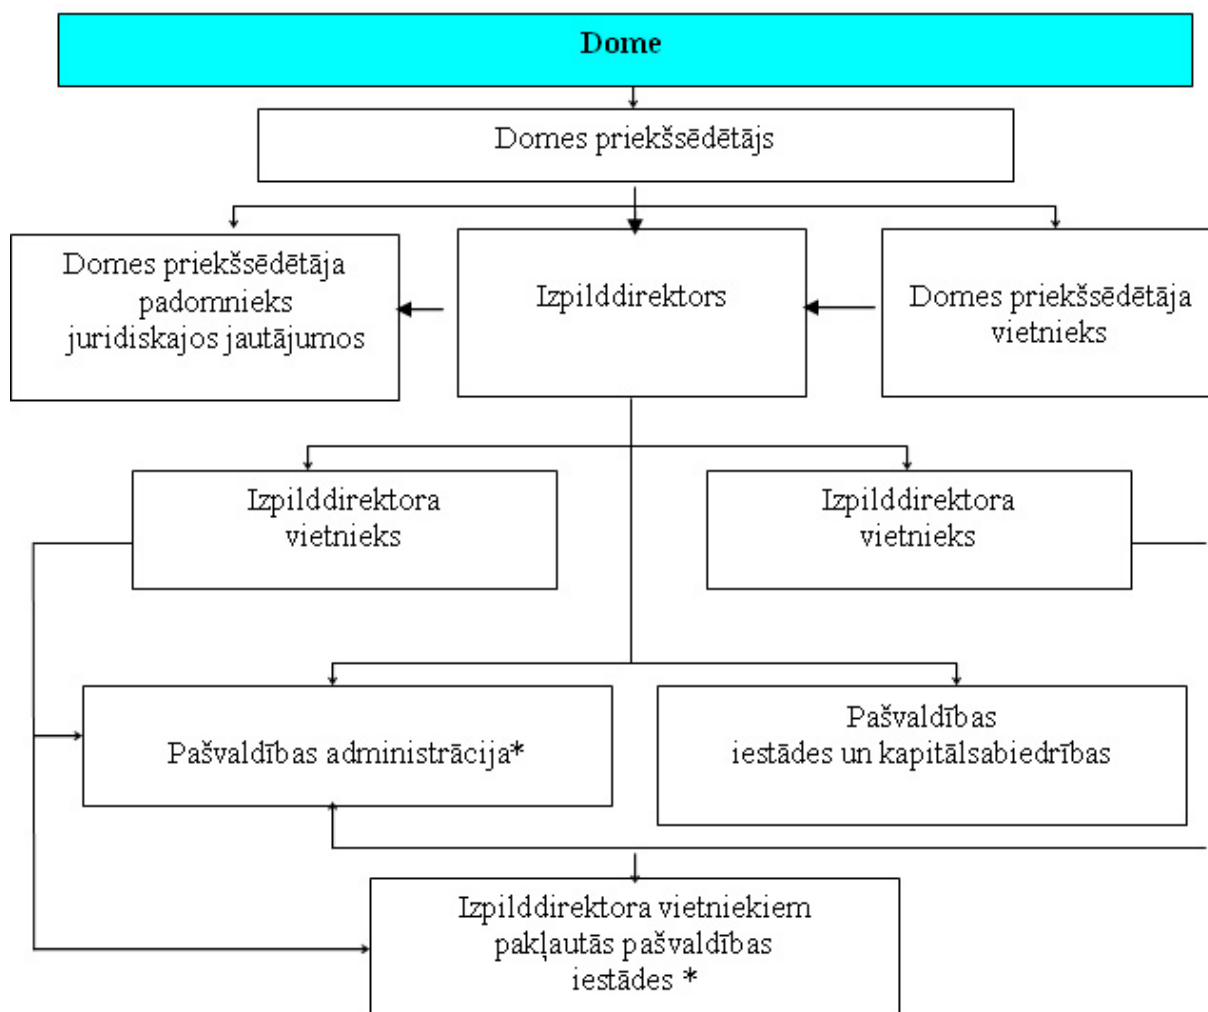 Dome
Domes priekšsēdētājs
Domes priekšsēdētāja
padomnieks
juridiskajos jautājumos
Izpilddirektors
Domes priekšsēdētāja
vietnieks
Izpilddirektora
vietnieks
Izpilddirektora
vietnieks
Pašvaldības administrācija*
Pašvaldības
iestādes un kapitālsabiedrības
Izpilddirektora vietniekiem
pakļautās pašvaldības
iestādes *